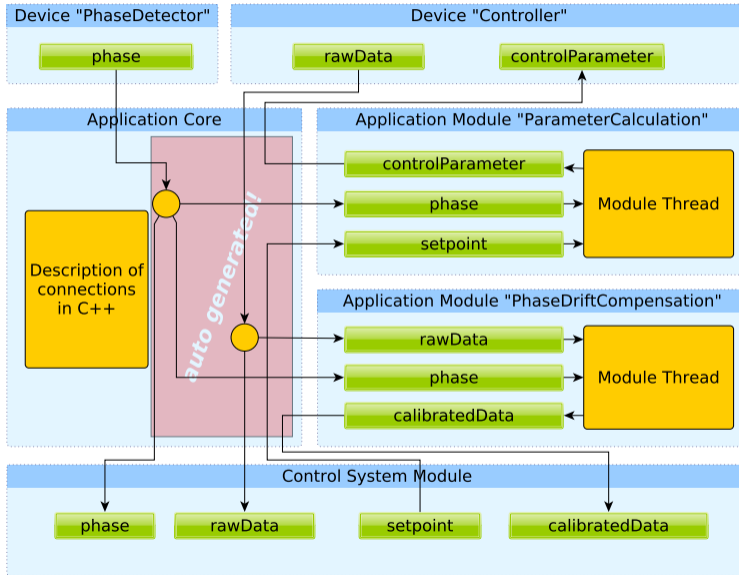 Device "PhaseDetector"
phase
Device "Controller"
rawData
controlParameter
Application Core
Description of
connections
in C++
auto generated!
Application Module "ParameterCalculation"
controlParameter
phase
setpoint
Module Thread
Application Module "PhaseDriftCompensation"
rawData
phase
calibratedData
Module Thread
Control System Module
phase
rawData
setpoint
calibratedData